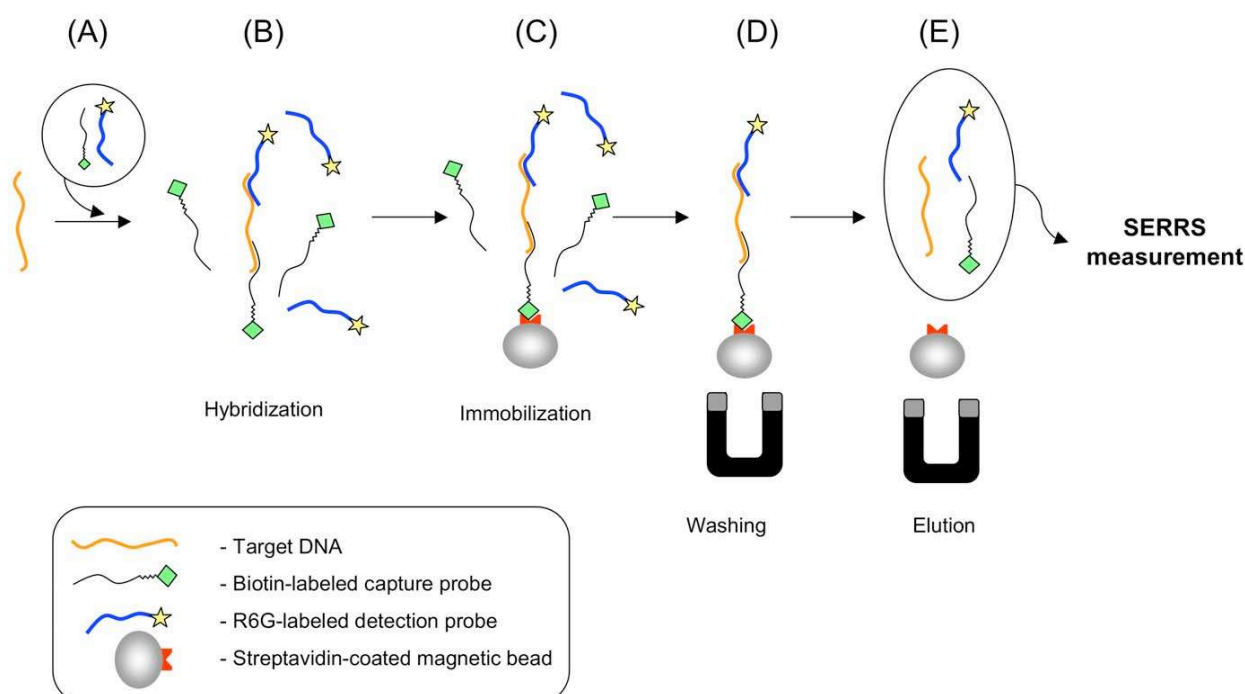 (A)
(B)
(C)
(D)
(E)
SERRS
measurement
Hybridization
Immobilization
Washing
Elution
- Target DNA
- Biotin-labeled capture probe
- R6G-labeled detection probe
- Streptavidin-coated magnetic bead